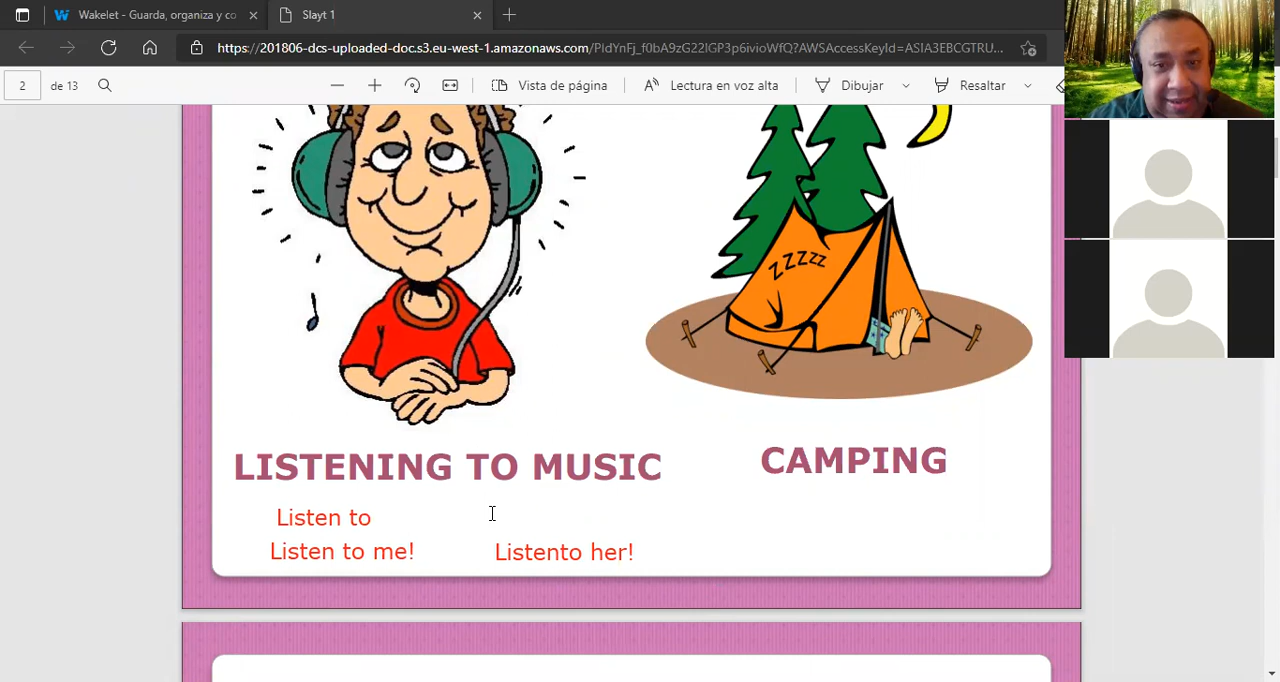 Wakelet - Guarda, organiza y co
Slayt 1
https://201806-dcs-uploaded-doc.s3.eu-west-1.amazonaws.com/PIdYnFj_f0bA9zG22IGP3p6ivioWfQ?AWSAccessKeyId=ASIA3EBCGTRU...
2 de 13
Vista de página
Lectura en voz alta
Dibujar
Resaltar
ZZZZZ
LISTENING TO MUSIC
CAMPING
Listen to
Listen to me!
Listento her!